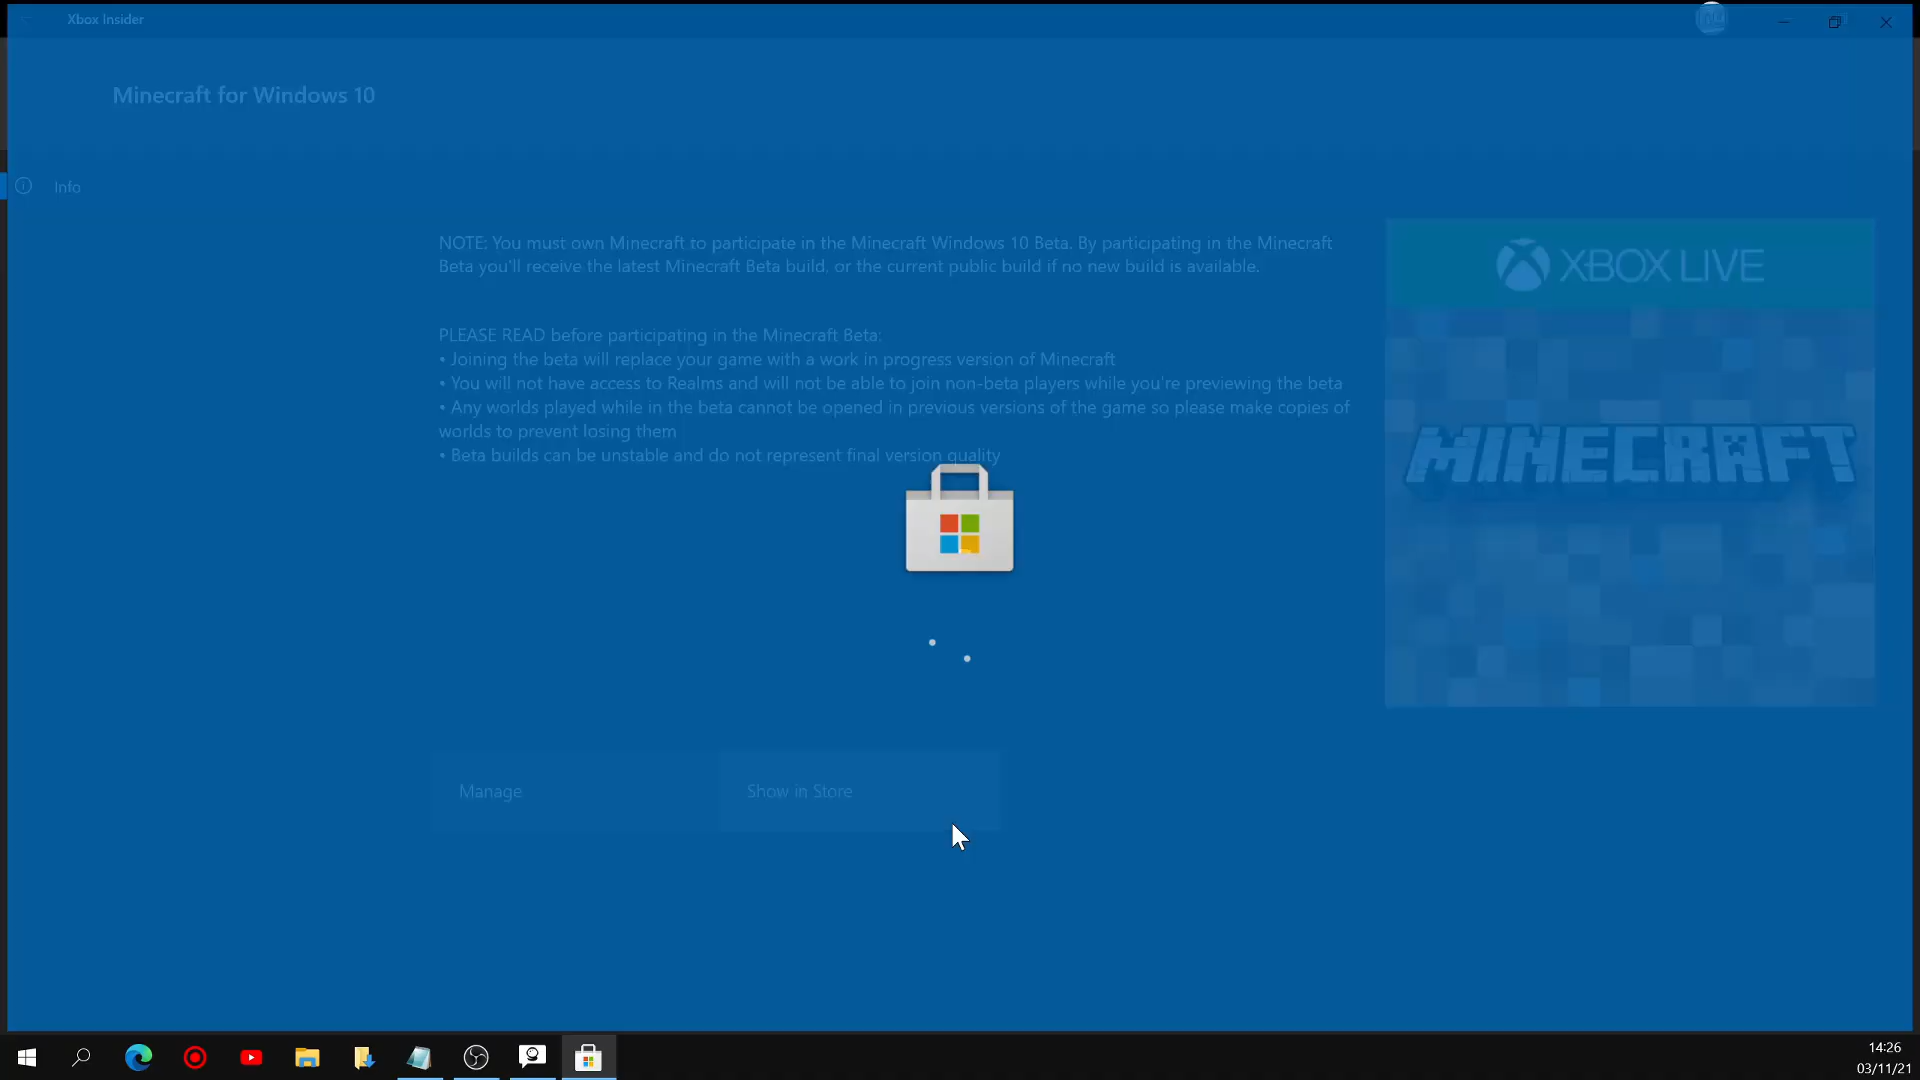 Xbox Insider
Minecraft for Windows 10
Info
NOTE: You must own Minecraft to participate in the Minecraft Windows 10 Beta. By participating in the Minecraft
Beta you'll receive the latest Minecraft Beta build, or the current public build if no new build is available.
PLEASE READ before participating in the Minecraft Beta:
• Joining the beta will replace your game with a work in progress version of Minecraft
• You will not have access to Realms and will not be able to join non-beta players while you're previewing the beta
• Any worlds played while in the beta cannot be opened in previous versions of the game so please make copies of
worlds to prevent losing them
• Beta builds can be unstable and do not represent final version quality
XBOX LIVE
MINECRAFT
Manage
Show in Store
14:26
03/11/21